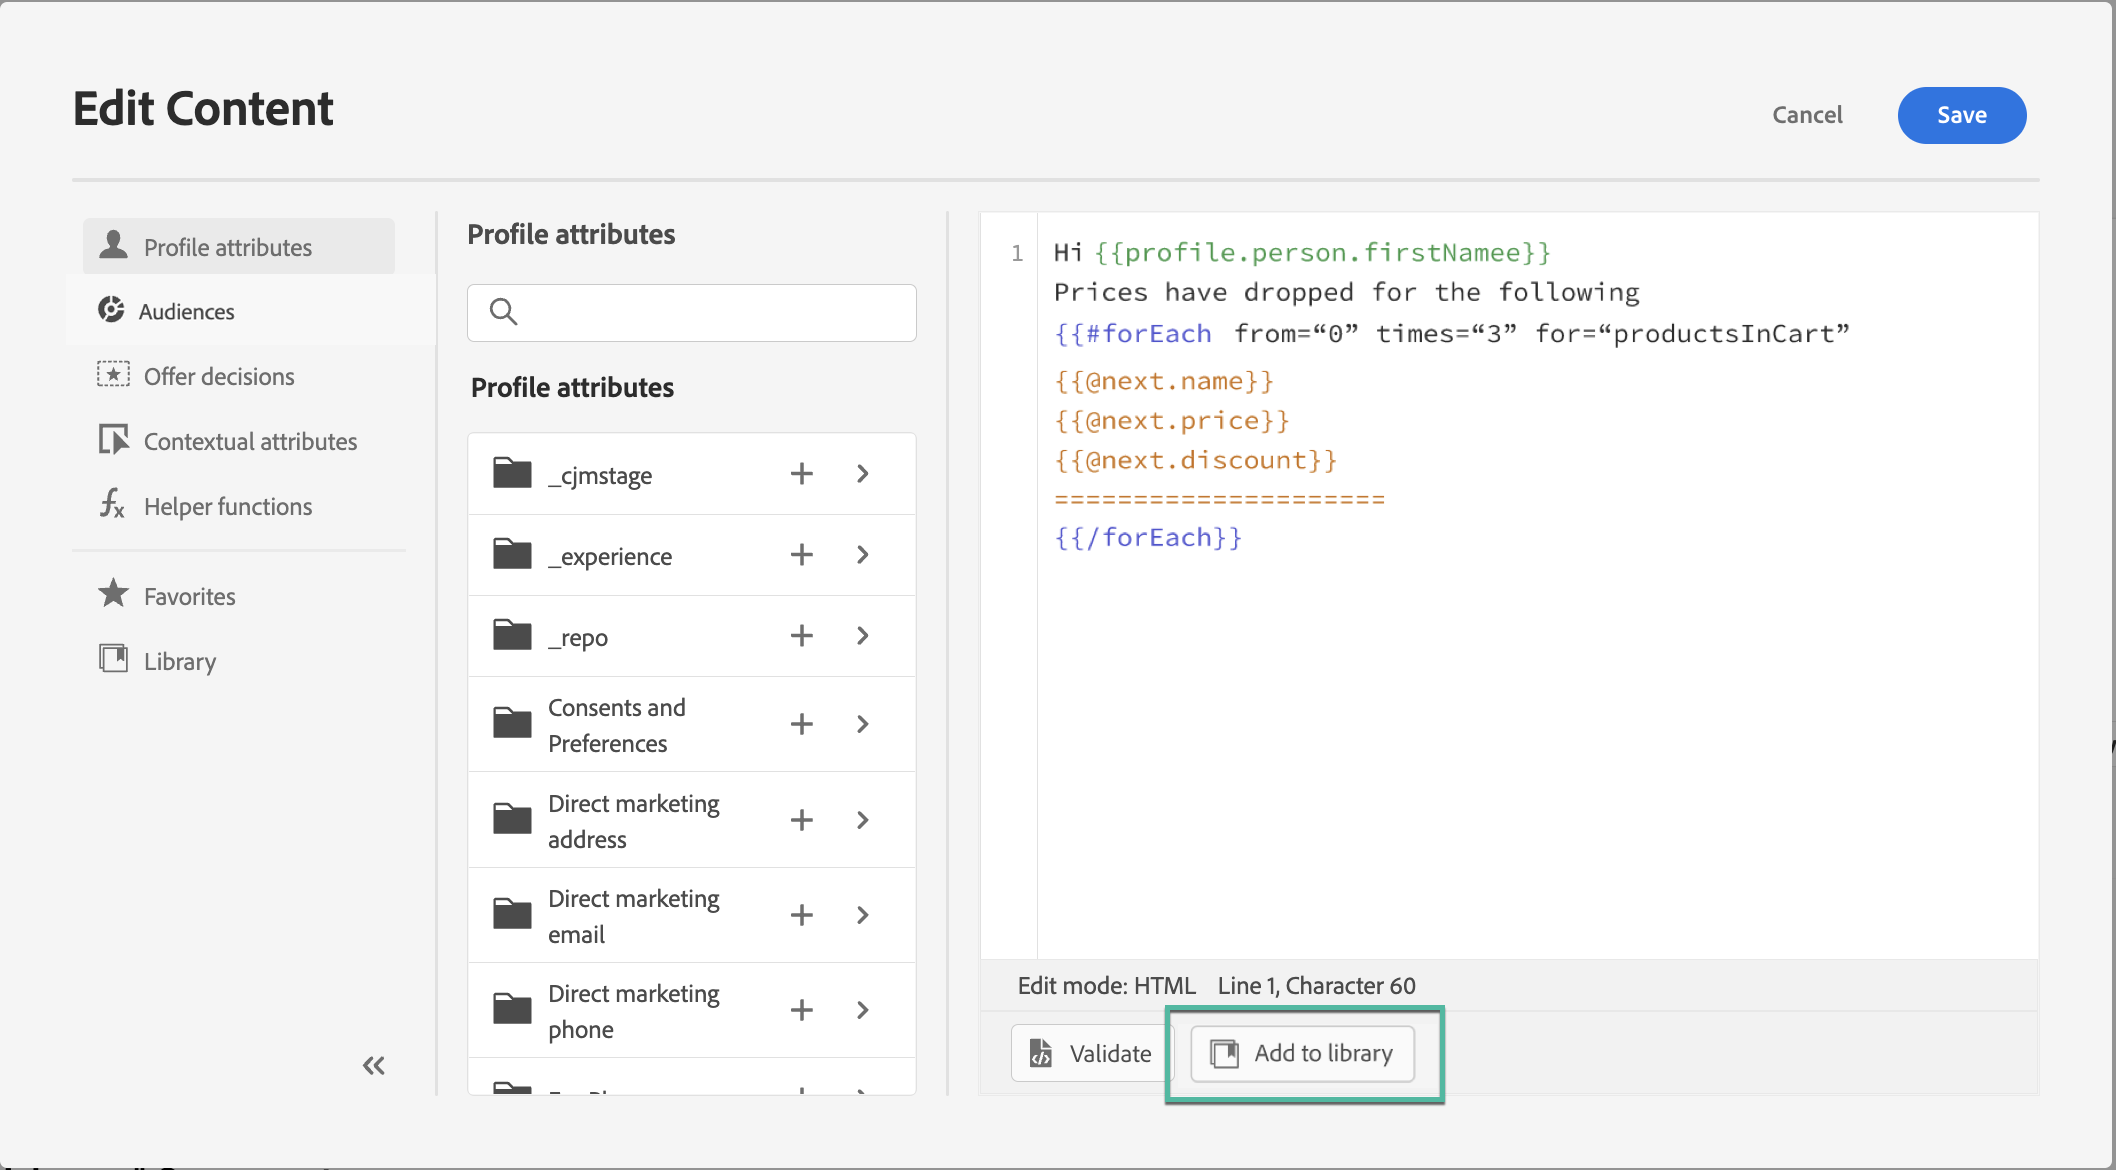 Edit Content
Cancel
Save
Profile attributes
Audiences
Offer decisions
Contextual attributes
Helper functions
Favorites
Library
Profile attributes
Profile attributes
_cjmstage
_experience
_repo
Consents and
Preferences
Direct marketing
address
Direct marketing
email
Direct marketing
phone
1
Hi {{profile.person.firstNamee}}
Prices have dropped for the following
{{#forEach from=“0” times=“3” for=“productsInCart”
{{@next.name}}
{{@next.price}}
{{@next.discount}}
=====================
{{/forEach}}
Edit mode: HTML Line 1, Character 60
Validate
Add to library